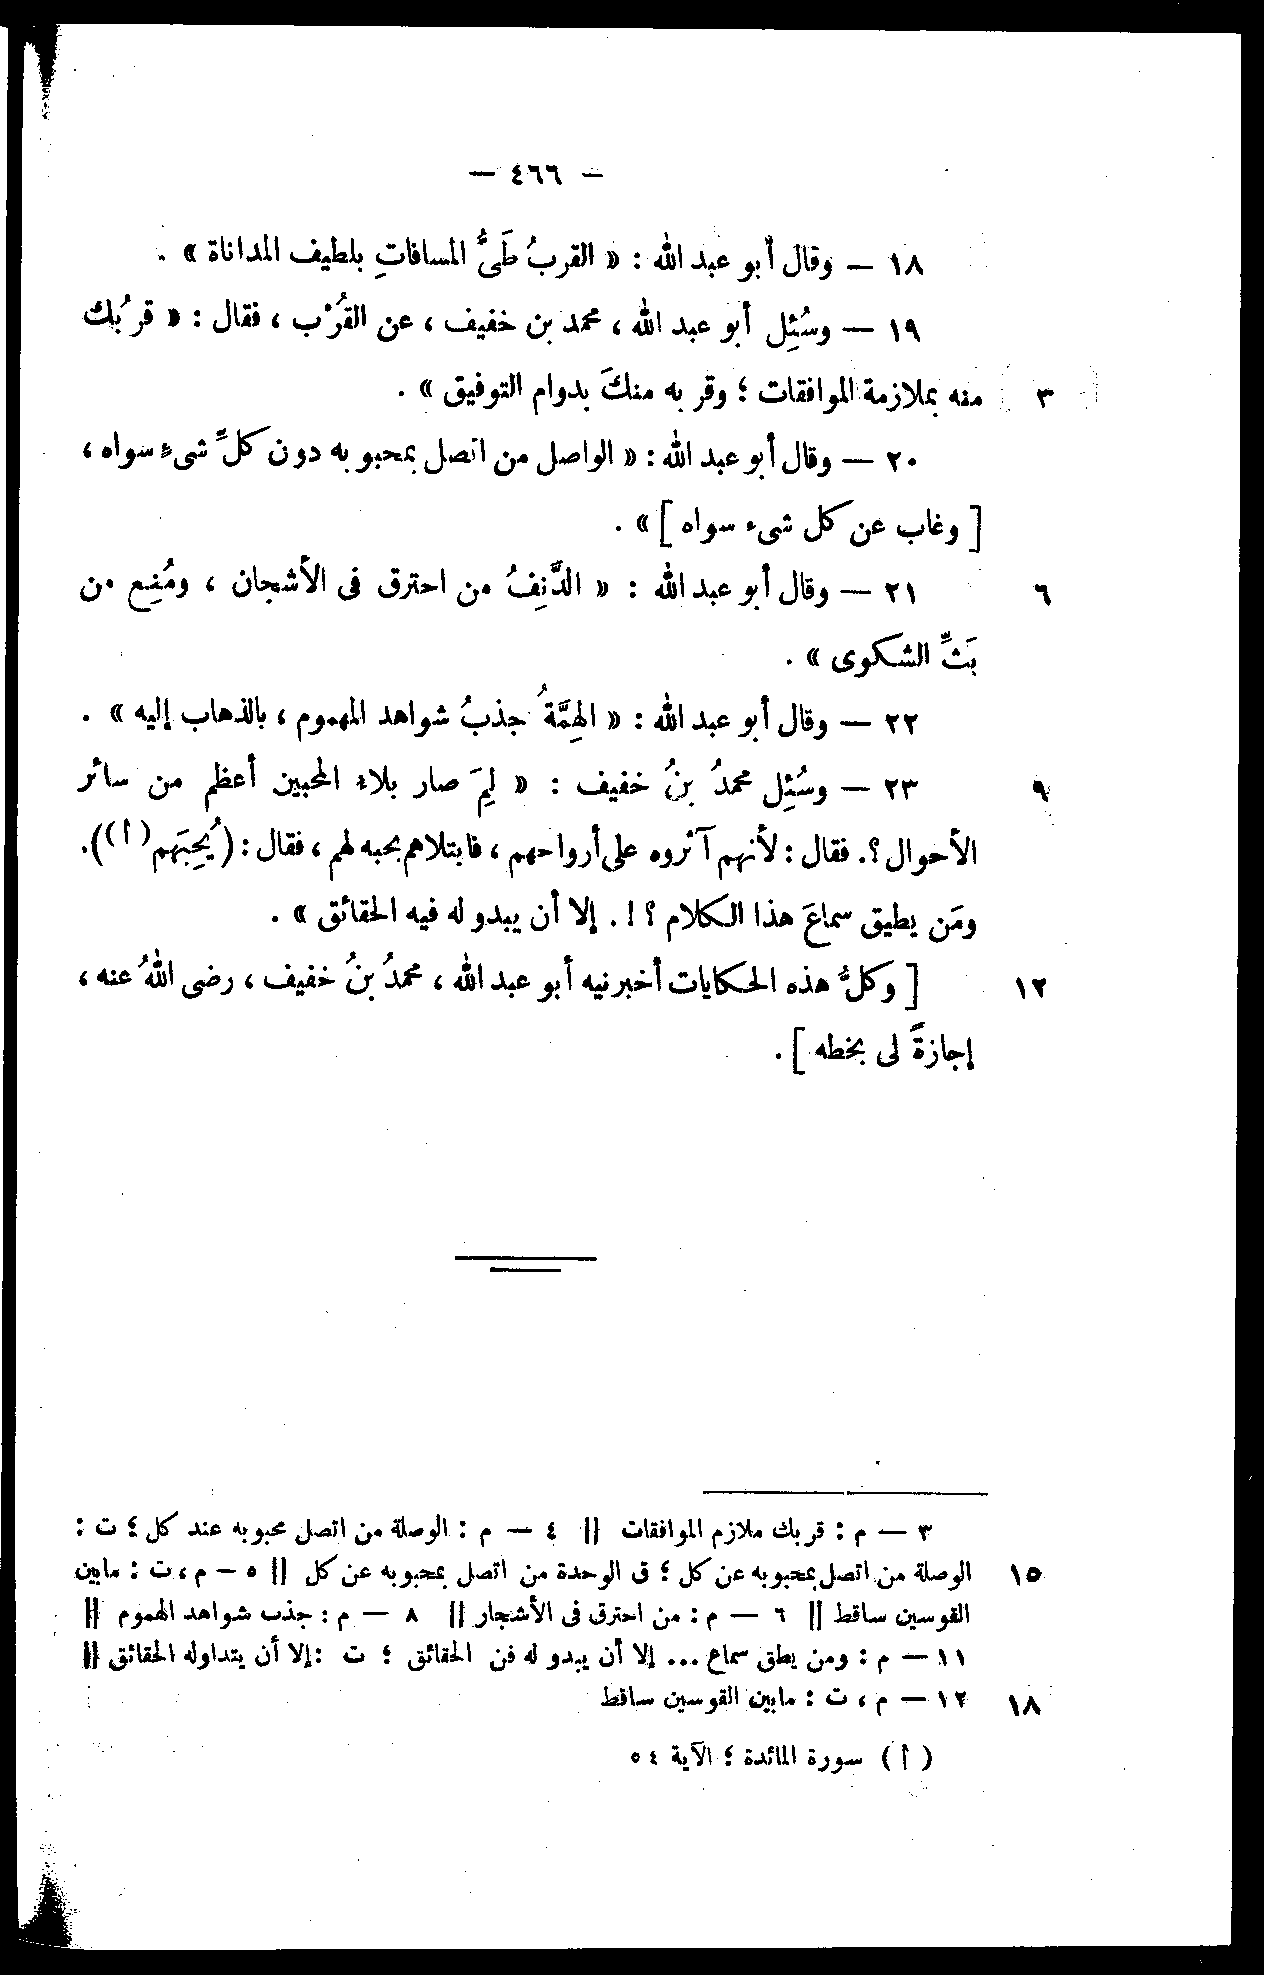 — ٤٦٦ —
١٨ — وقال أبو عبد الله : « القربُ طَىُّ المسافاتِ بلطيف المداناة » .
١٩ — وسُئِل أبو عبد الله ، محمد بن خفيف ، عن القُرْب ، فقال : « قربُك
٣ منه بملازمة الموافقات ؛ وقربه منكَ بدوام التوفيق » .
٢٠ — وقال أبو عبد الله : « الواصل من اتصل بمحبوبه دون كلِّ شىءٍ سواه ،
[ وغاب عن كل شىء سواه ] » .
٦ ٢١ — وقال أبو عبد الله : « الدَّنِفُ من احترق فى الأشجان ، ومُنِع من
بَثِّ الشكوى » .
٢٢ — وقال أبو عبد الله : « الهِمَّةُ جذبُ شواهد المهموم ، بالذهاب إليه » .
٩ ٢٣ — وسُئِل محمدُ بنُ خفيف : « لِمَ صار بلاء المحبين أعظم من سائر
الأحوال ؟. فقال : لأنهم آثروه على أرواحهم ، فابتلاهم بحبه لهم ، فقال : ( يُحِبَهم(أ)).
ومَن يطيق سماعَ هذا الكلام ؟ ! . إلا أن يبدو له فيه الحقائق » .
١٢ [ وكلُّ هذه الحكايات أخبرنيه أبو عبد الله ، محمدُ بنُ خفيف ، رضى اللهُ عنه ،
إجازةً لى بخطه ] .
٣ — م : قربك ملازم الموافقات || ٤ — م : الوصلة من اتصل محبوبه عند كل ؛ ت :
١٥ الوصلة من اتصل بمحبوبه عن كل ؛ ق الوحدة من اتصل بمحبوبه عن كل || ٥ — م ، ت : مابين
القوسين ساقط || ٦ — م : من احترق فى الأشجار || ٨ — م : جذب شواهد الهموم ||
١١ — م : ومن يطق سماع ... إلا أن يبدو له فن الحقائق ؛ ت : إلا أن يتداوله الحقائق ||
١٨ ١٢ — م ، ت : مابين القوسين ساقط
( أ ) سورة المائدة ؛ الآية ٥٤